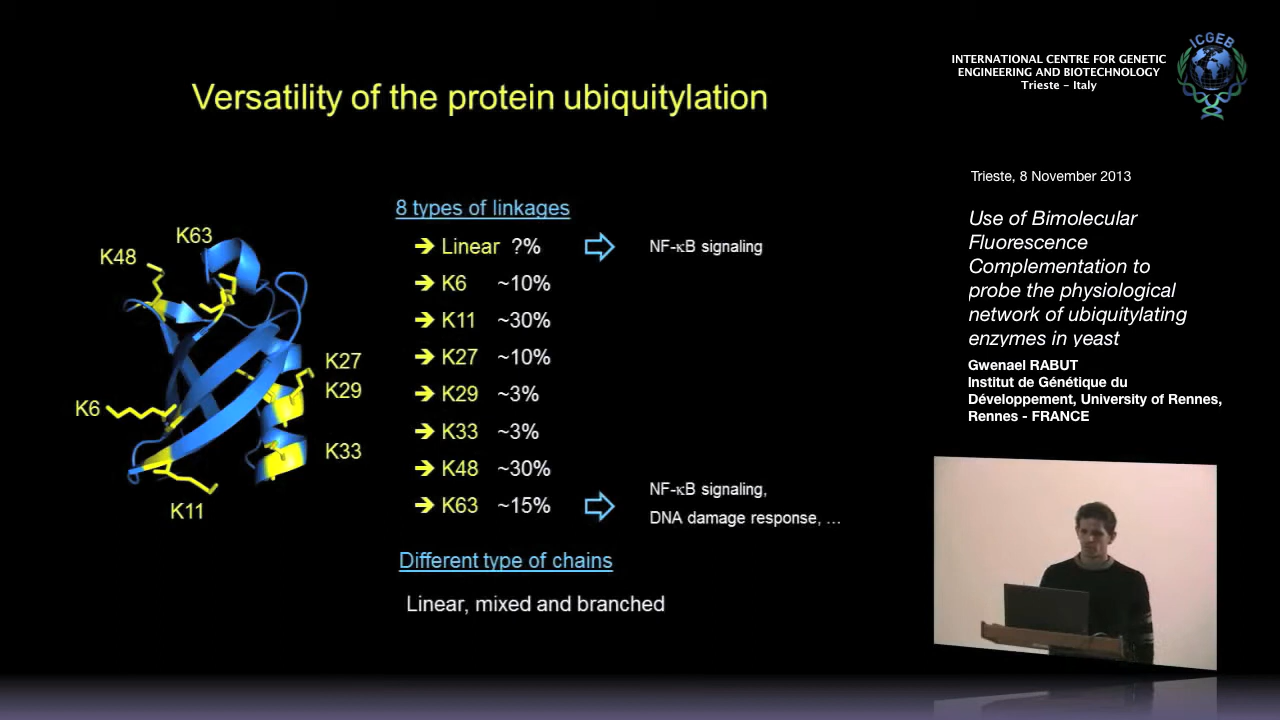 Versatility of the protein ubiquitylation
8 types of linkages
➔ Linear ?% ⇨ NF-κB signaling
➔ K6 ~10%
➔ K11 ~30%
➔ K27 ~10%
➔ K29 ~3%
➔ K33 ~3%
➔ K48 ~30%
➔ K63 ~15% ⇨ NF-κB signaling,
DNA damage response, ...
Different type of chains
Linear, mixed and branched
K63
K48
K27
K29
K6
K33
K11
INTERNATIONAL CENTRE FOR GENETIC
ENGINEERING AND BIOTECHNOLOGY
Trieste - Italy
ICGEB
Trieste, 8 November 2013
Use of Bimolecular
Fluorescence
Complementation to
probe the physiological
network of ubiquitylating
enzymes in yeast
Gwenael RABUT
Institut de Génétique du
Développement, University of Rennes,
Rennes - FRANCE